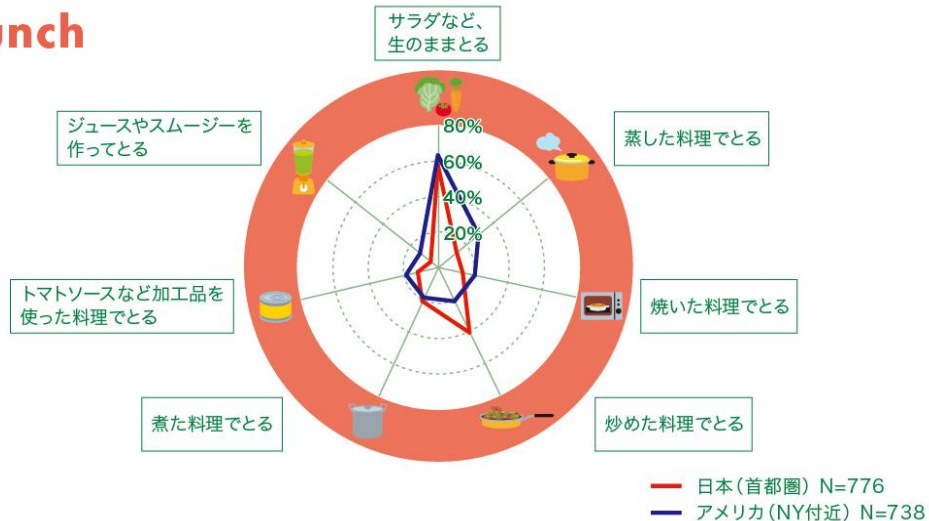 unch
サラダなど、
生のままとる
ジュースやスムージーを
作ってとる
蒸した料理でとる
80%
60%
40%
20%
トマトソースなど加工品を
使った料理でとる
焼いた料理でとる
煮た料理でとる
炒めた料理でとる
日本(首都圏) N=776
アメリカ(NY付近) N=738